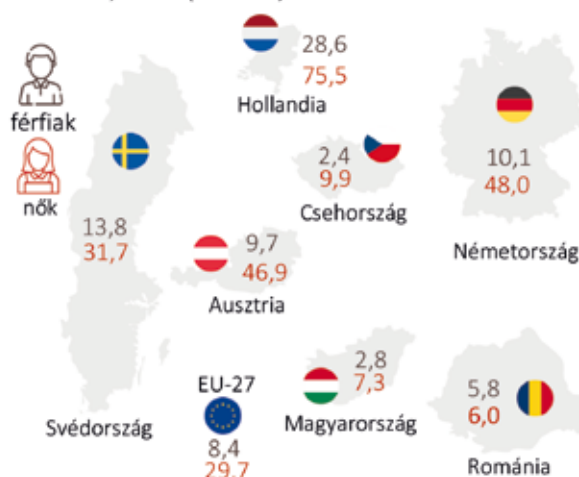 férfiak
nők
28,6
75,5
Hollandia
2,4
9,9
Csehország
10,1
48,0
Németország
13,8
31,7
Svédország
9,7
46,9
Ausztria
EU-27
8,4
29,7
2,8
7,3
Magyarország
5,8
6,0
Románia